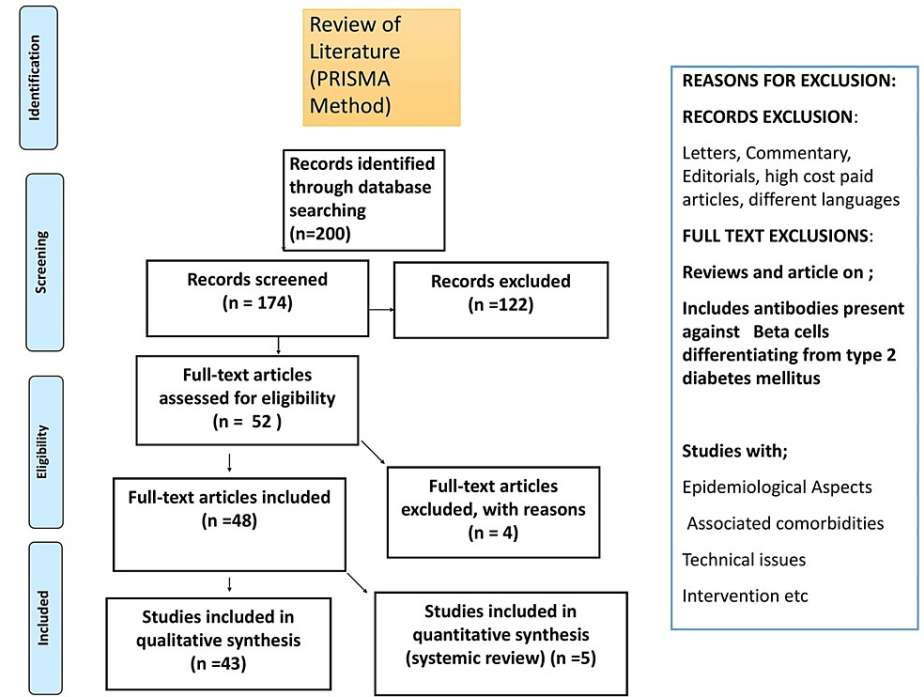 Identification
Review of
Literature
(PRISMA
Method)
Records identified
through database
searching
(n=200)
Screening
Records screened
(n = 174)
Records excluded
(n =122)
Full-text articles
assessed for eligibility
(n =  52 )
Eligibility
Full-text articles included
(n =48)
Full-text articles
excluded, with reasons
(n = 4)
Included
Studies included in
qualitative synthesis
(n =43)
Studies included in
quantitative synthesis
(systemic review) (n =5)
REASONS FOR EXCLUSION:
RECORDS EXCLUSION:
Letters, Commentary,
Editorials, high cost paid
articles, different languages
FULL TEXT EXCLUSIONS:
Reviews and article on ;
Includes antibodies present
against   Beta cells
differentiating from type 2
diabetes mellitus
Studies with;
Epidemiological Aspects
Associated comorbidities
Technical issues
Intervention etc